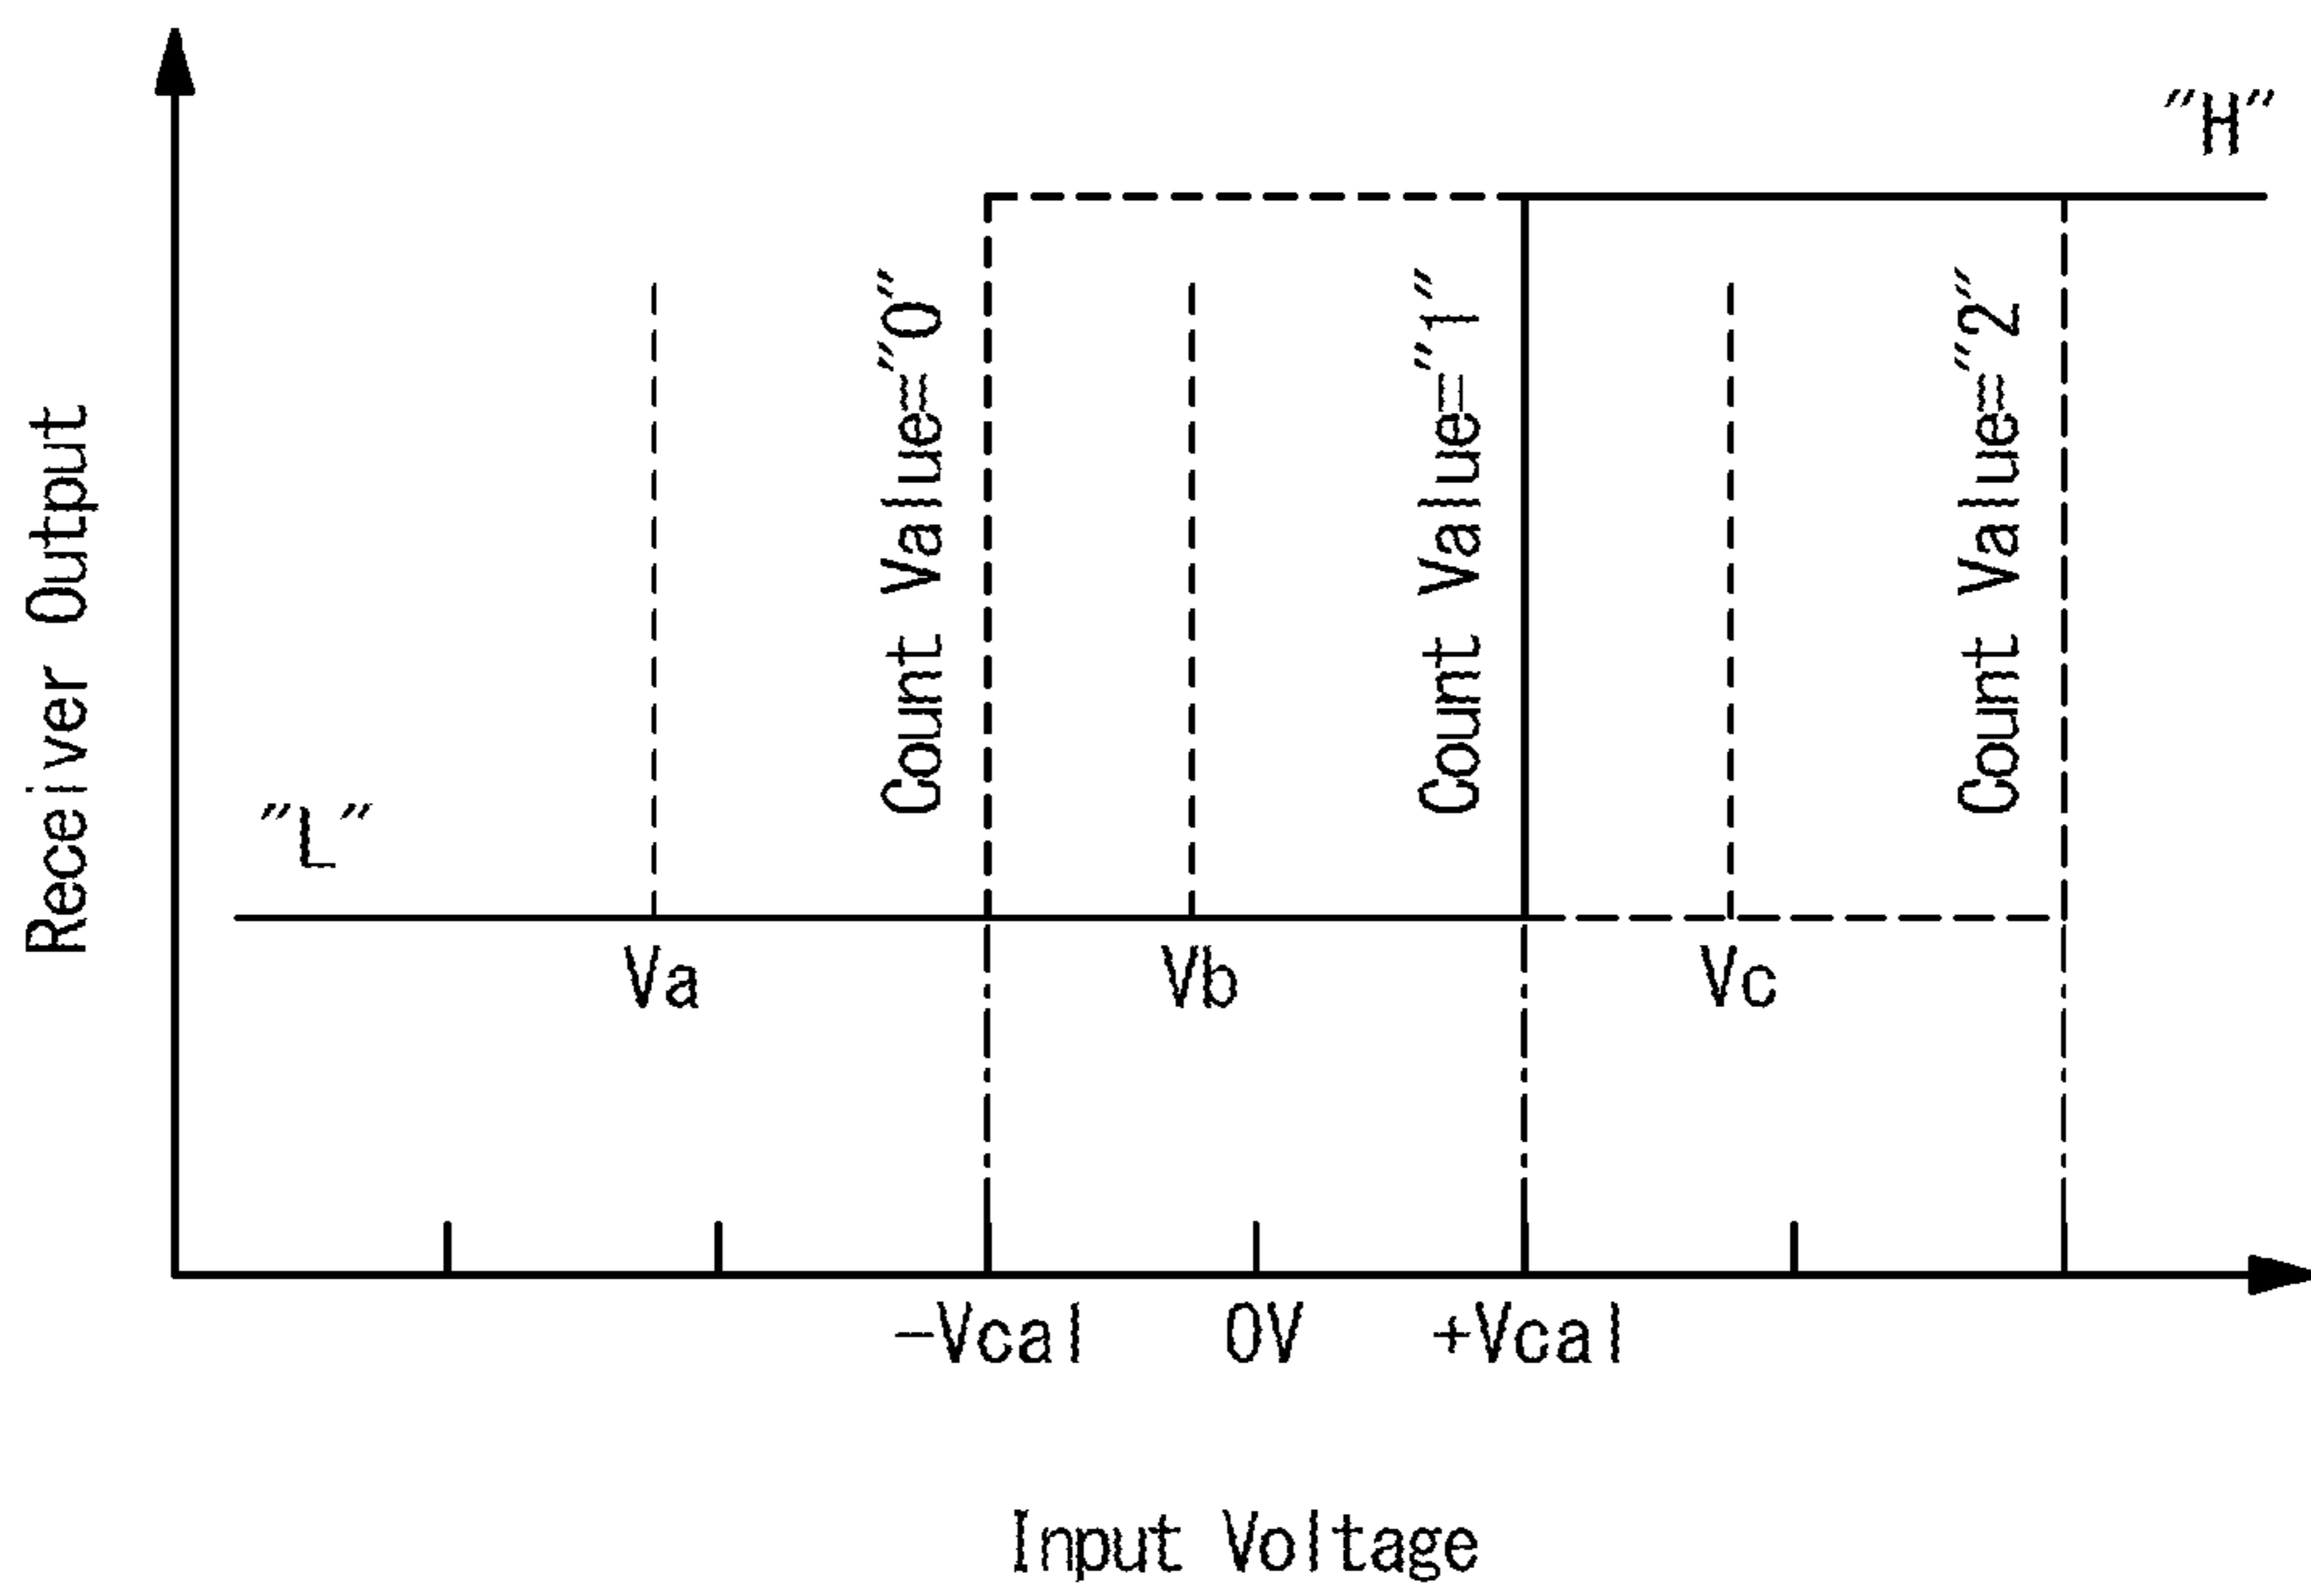 "H"
Count Value="0"
Count Value="1"
Count Value="2"
Receiver Output
"L"
Va
Vb
Vc
-Vcal
0V
+Vcal
Input Voltage